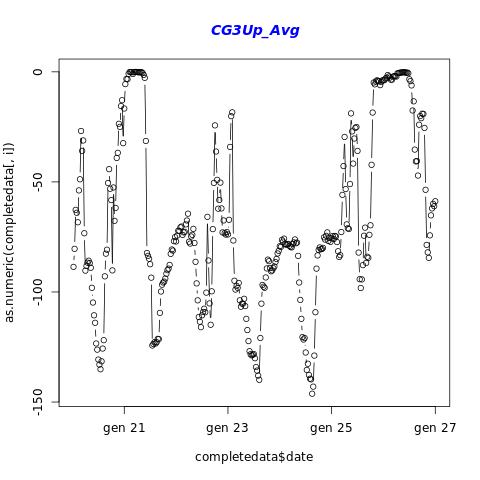 CG3Up_Avg
as.numeric(completedata[, i])
0
-50
-100
-150
gen 21
gen 23
gen 25
gen 27
completedata$date